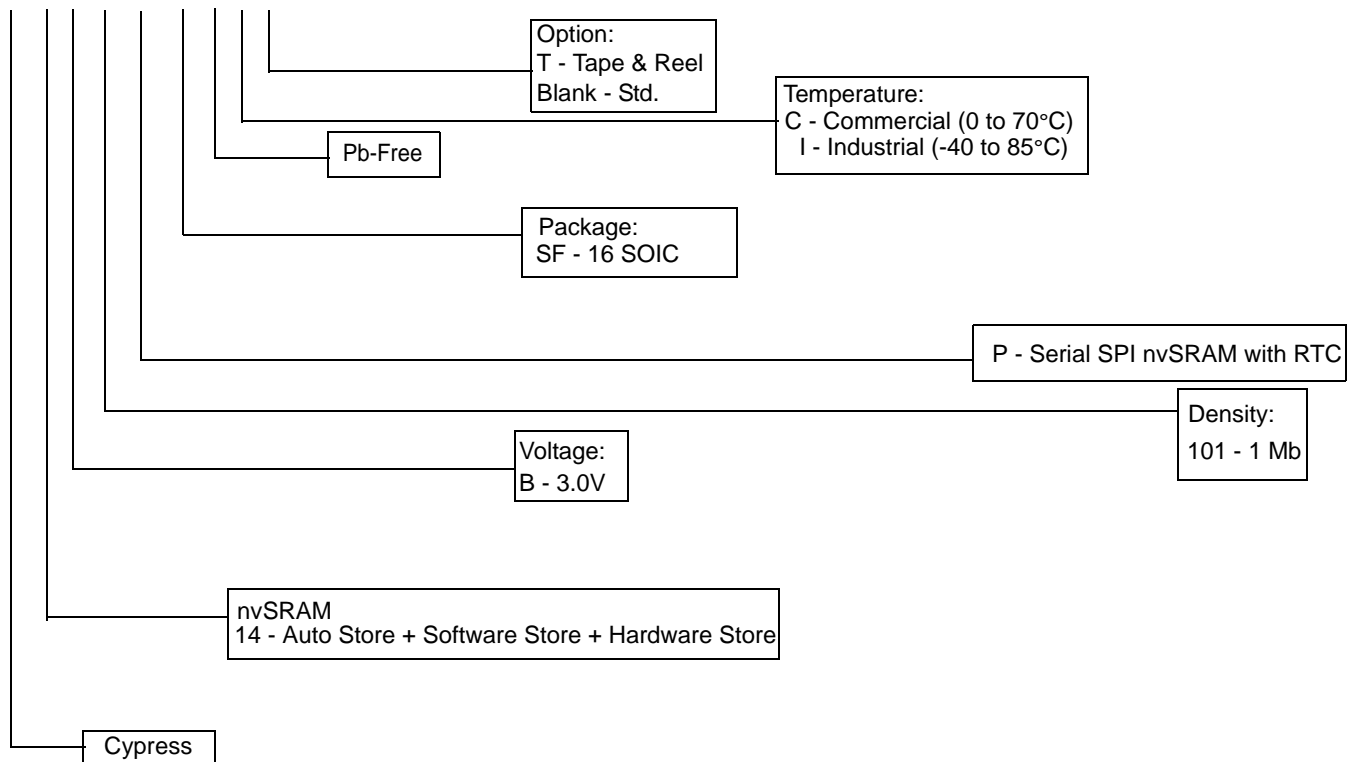 Option:
T - Tape & Reel
Blank - Std.
Temperature:
C - Commercial (0 to 70°C)
I - Industrial (-40 to 85°C)
Pb-Free
Package:
SF - 16 SOIC
P - Serial SPI nvSRAM with RTC
Density:
101 - 1 Mb
Voltage:
B - 3.0V
nvSRAM
14 - Auto Store + Software Store + Hardware Store
Cypress